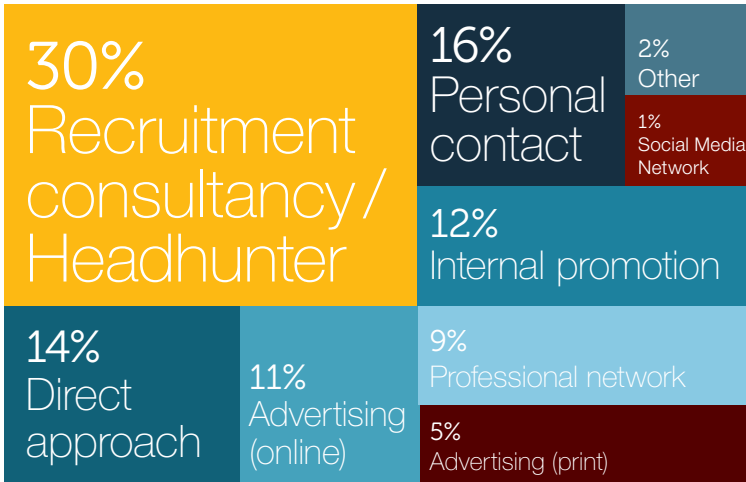 30%
Recruitment
consultancy/
Headhunter
16%
Personal
contact
2%
Other
1%
Social Media
Network
12%
Internal promotion
14%
Direct
approach
11%
Advertising
(online)
9%
Professional network
5%
Advertising (print)